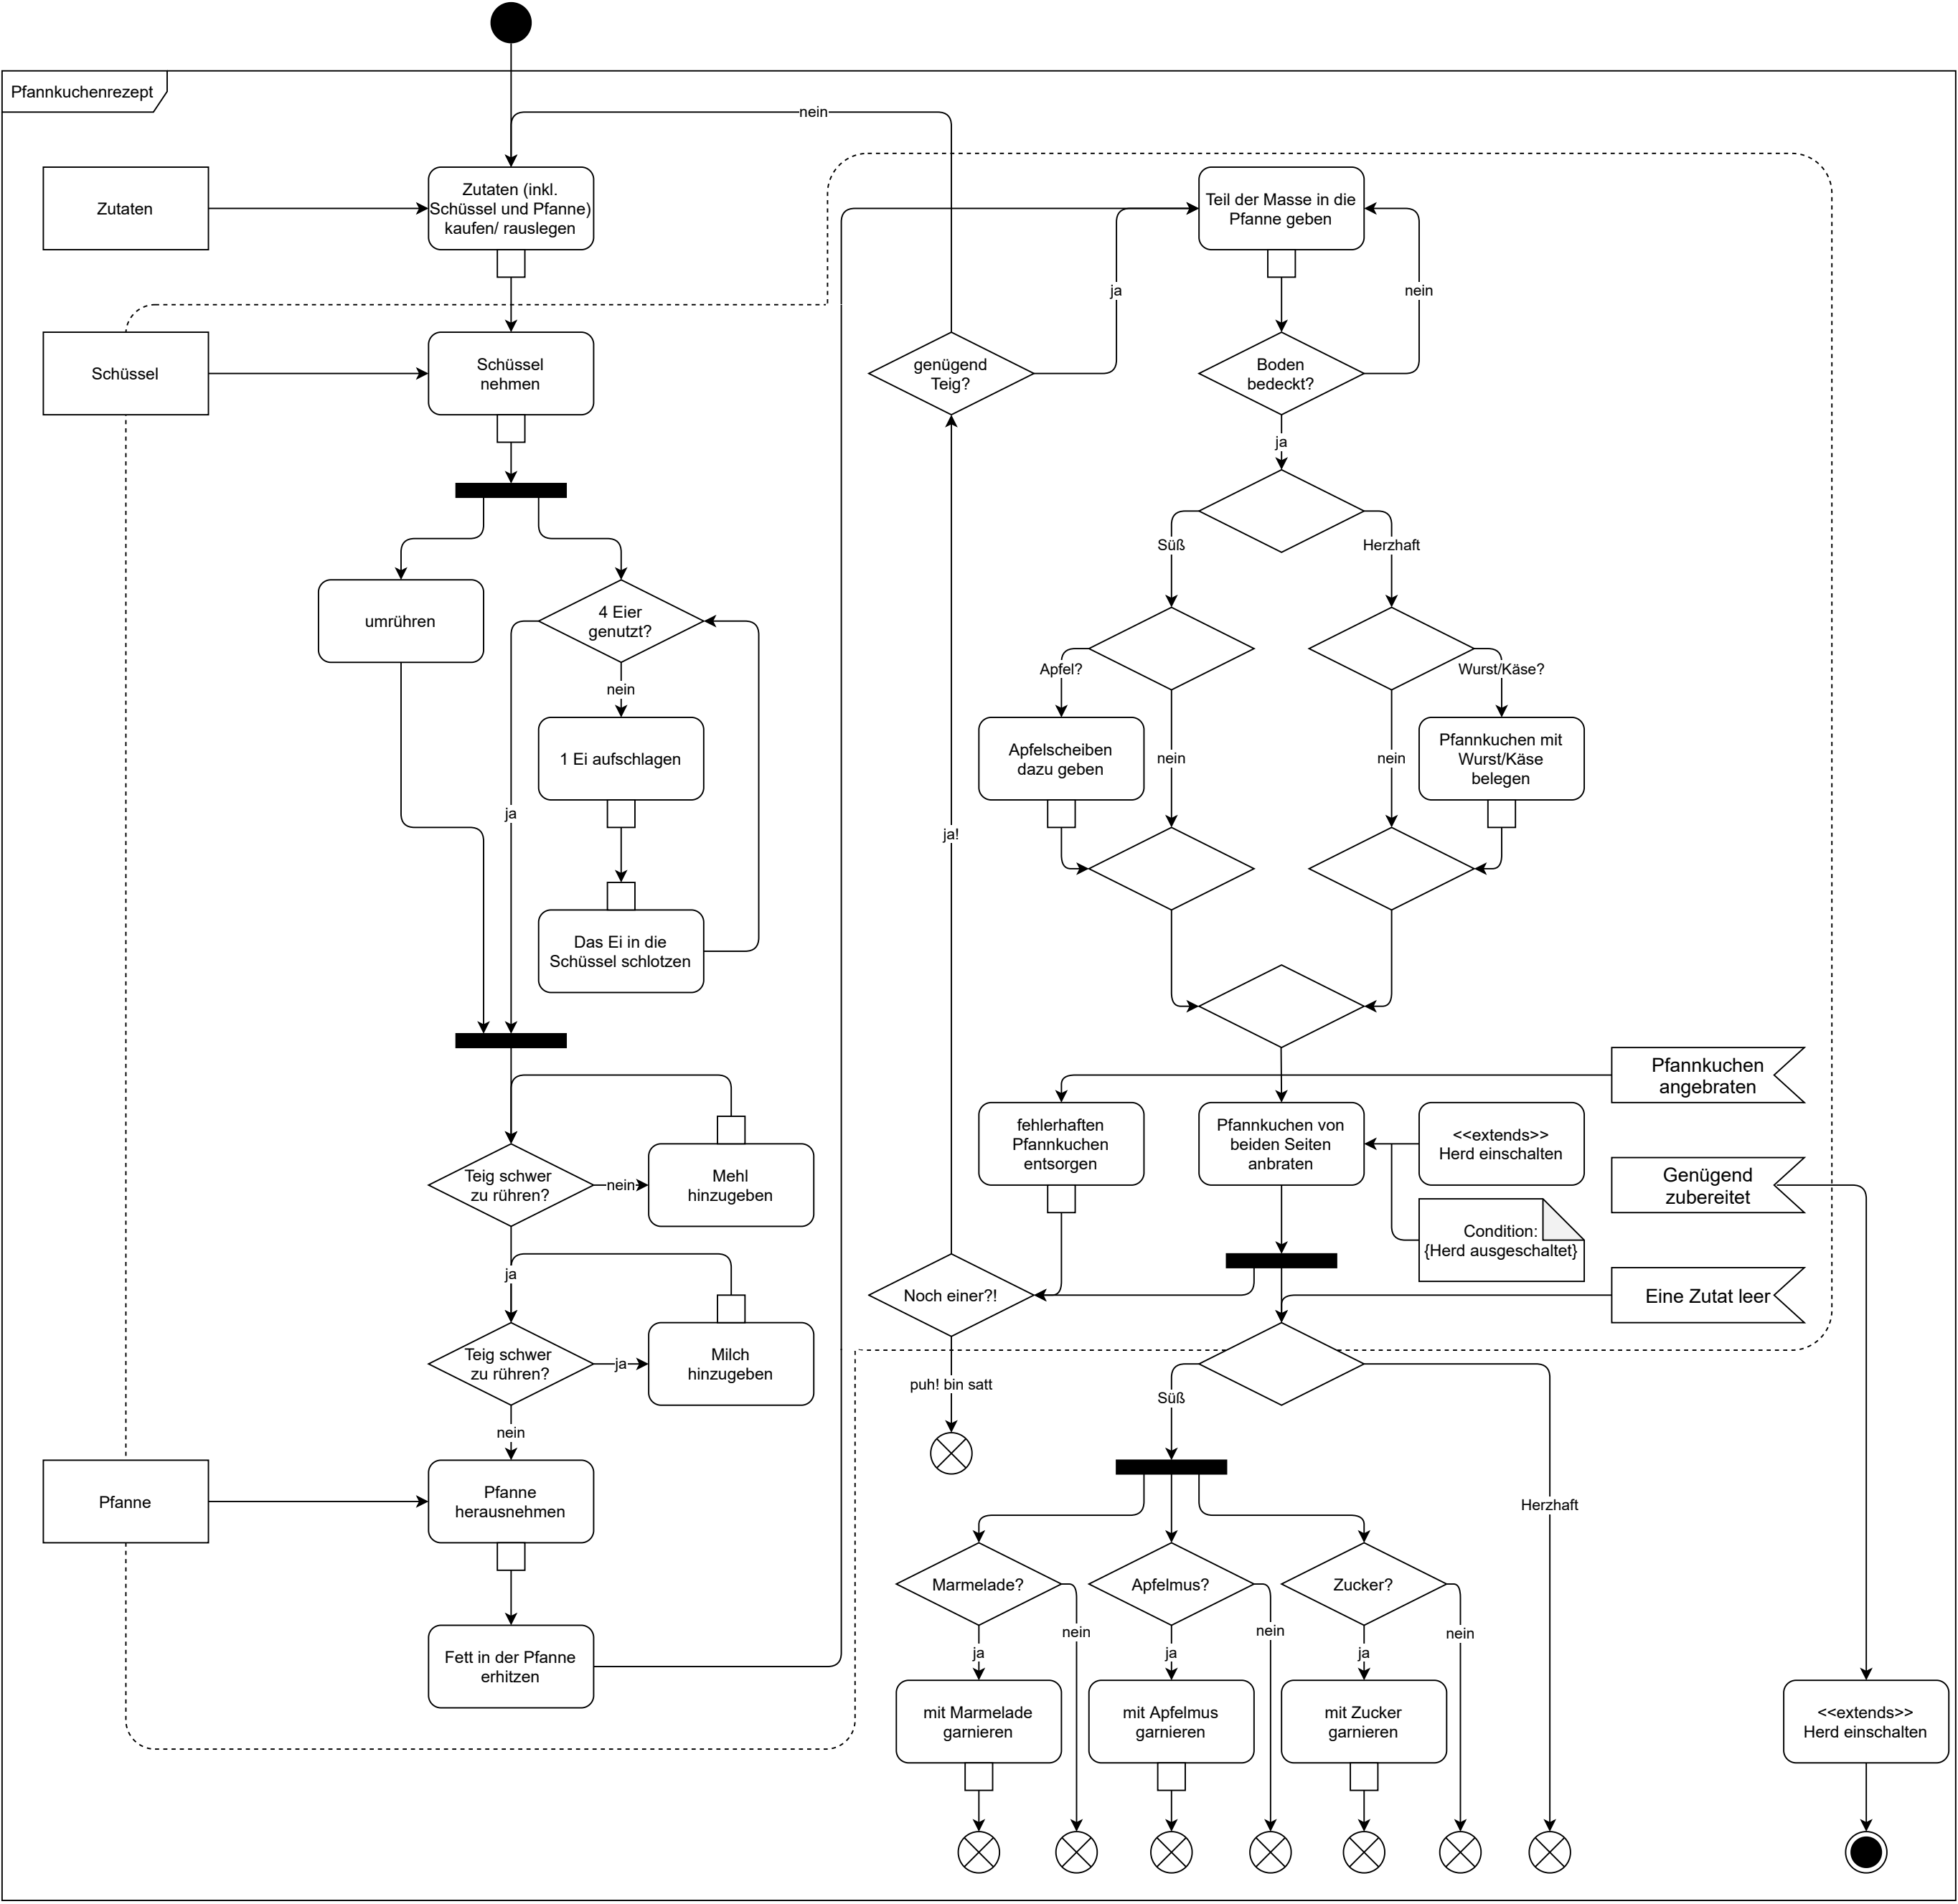 Pfannkuchenrezept
nein
Zutaten
Zutaten (inkl.
Schüssel und Pfanne)
kaufen/ rauslegen
Teil der Masse in die
Pfanne geben
ja
nein
Schüssel
Schüssel
nehmen
genügend
Teig?
Boden
bedeckt?
ja
Süß
Herzhaft
umrühren
4 Eier
genutzt?
nein
Apfel?
Wurst/Käse?
1 Ei aufschlagen
Apfelscheiben
dazu geben
nein
nein
Pfannkuchen mit
Wurst/Käse
belegen
ja
ja!
Das Ei in die
Schüssel schlotzen
Pfannkuchen
angebraten
fehlerhaften
Pfannkuchen
entsorgen
Pfannkuchen von
beiden Seiten
anbraten
<<extends>>
Herd einschalten
Teig schwer
zu rühren?
nein
Mehl
hinzugeben
Genügend
zubereitet
Condition:
{Herd ausgeschaltet}
ja
Noch einer?!
Eine Zutat leer
Teig schwer
zu rühren?
ja
Milch
hinzugeben
puh! bin satt
Süß
nein
Pfanne
Pfanne
herausnehmen
Herzhaft
Marmelade?
Apfelmus?
Zucker?
nein
nein
nein
ja
ja
ja
Fett in der Pfanne
erhitzen
mit Marmelade
garnieren
mit Apfelmus
garnieren
mit Zucker
garnieren
<<extends>>
Herd einschalten